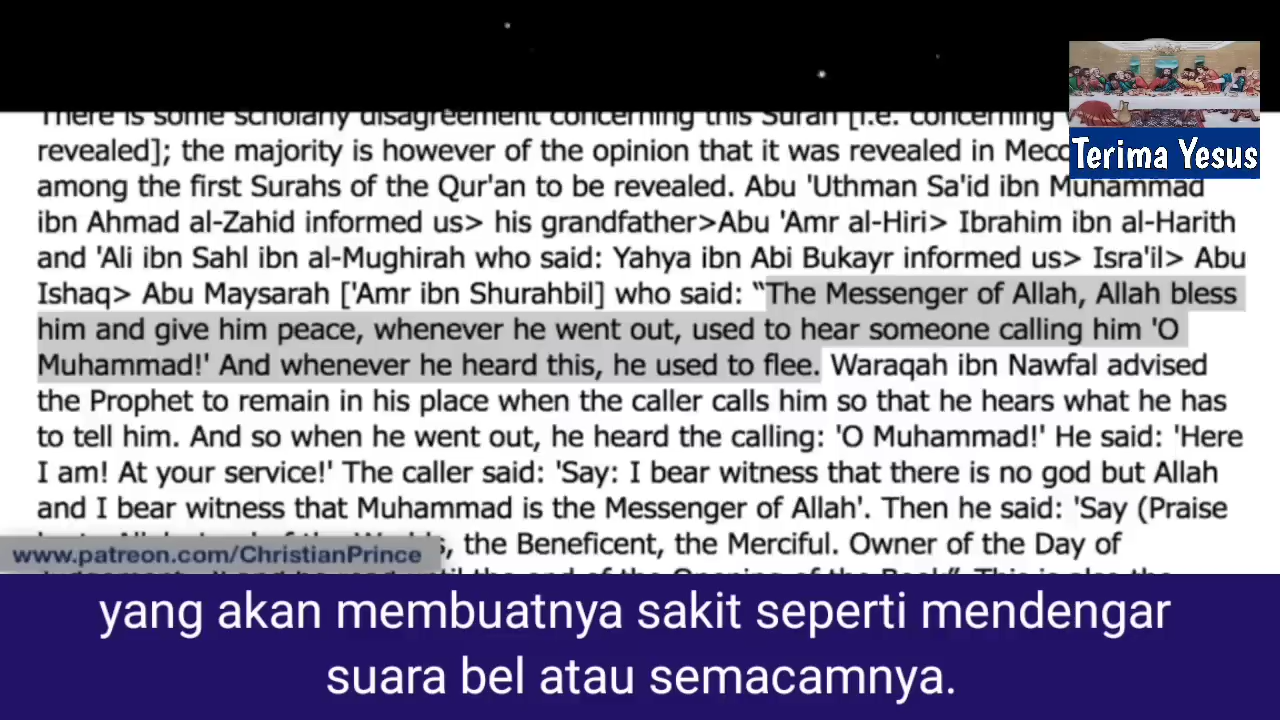 There is some scholarly disagreement concerning this Surah [i.e. concerning
revealed]; the majority is however of the opinion that it was revealed in Mecc
among the first Surahs of the Qur'an to be revealed. Abu 'Uthman Sa'id ibn Muhammad
ibn Ahmad al-Zahid informed us> his grandfather>Abu 'Amr al-Hiri> Ibrahim ibn al-Harith
and 'Ali ibn Sahl ibn al-Mughirah who said: Yahya ibn Abi Bukayr informed us> Isra'il> Abu
Ishaq> Abu Maysarah ['Amr ibn Shurahbil] who said: “The Messenger of Allah, Allah bless
him and give him peace, whenever he went out, used to hear someone calling him 'O
Muhammad!' And whenever he heard this, he used to flee. Waraqah ibn Nawfal advised
the Prophet to remain in his place when the caller calls him so that he hears what he has
to tell him. And so when he went out, he heard the calling: 'O Muhammad!' He said: 'Here
I am! At your service!' The caller said: 'Say: I bear witness that there is no god but Allah
and I bear witness that Muhammad is the Messenger of Allah'. Then he said: 'Say (Praise
the Beneficent, the Merciful. Owner of the Day of
Terima Yesus
www.patreon.com/ChristianPrince
yang akan membuatnya sakit seperti mendengar
suara bel atau semacamnya.